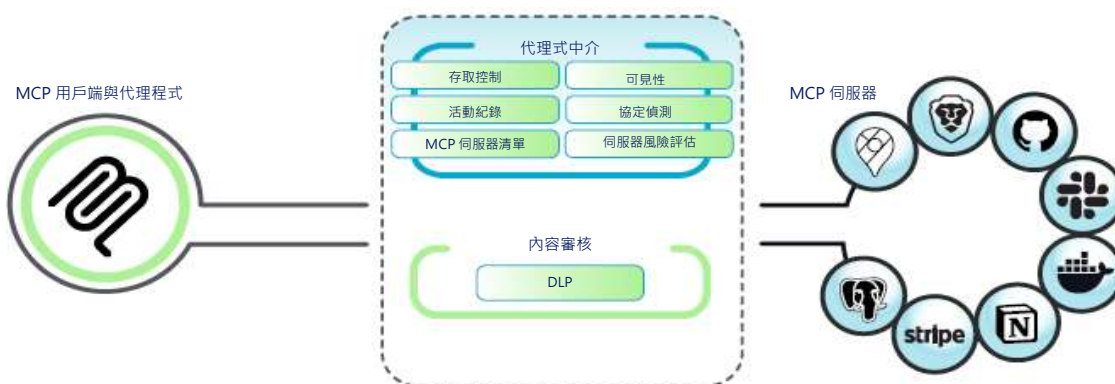 代理式中介
存取控制
可見性
MCP 用戶端與代理程式
MCP 伺服器
活動紀錄
協定偵測
MCP 伺服器清單
伺服器風險評估
內容審核
DLP
stripe
N